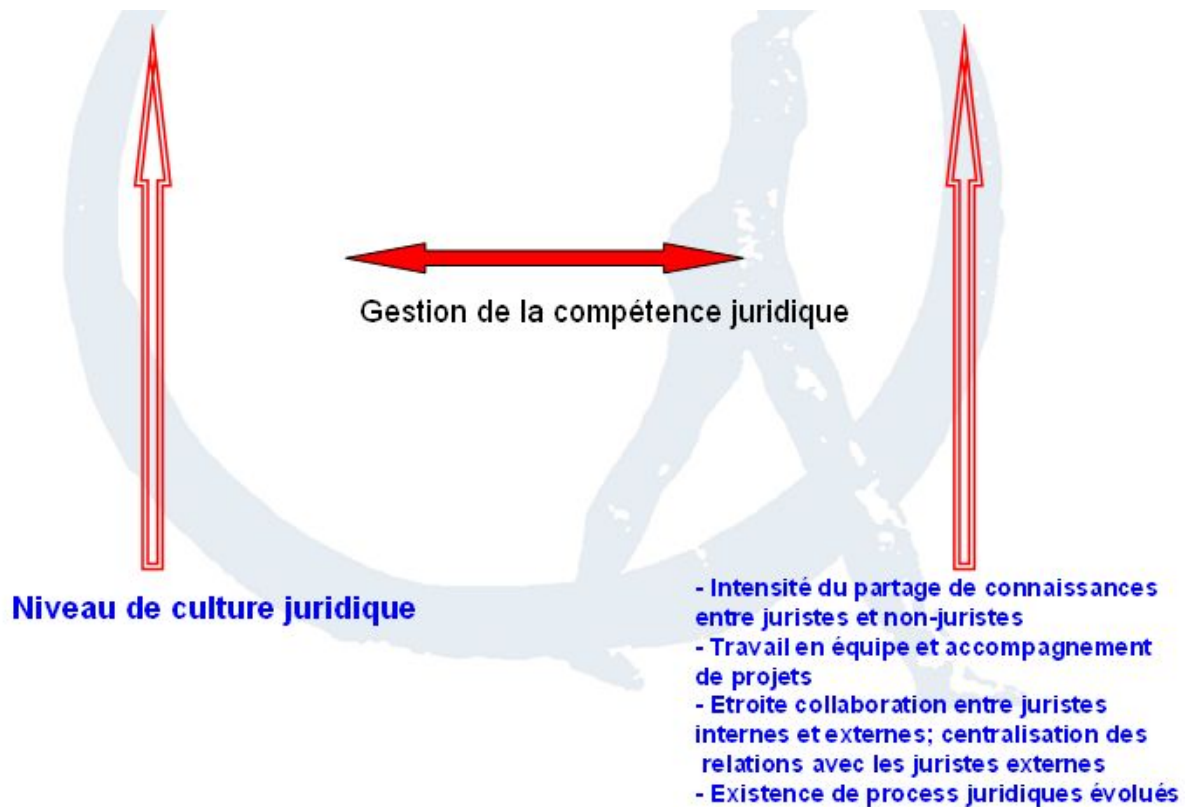 Gestion de la compétence juridique
Niveau de culture juridique
- Intensité du partage de connaissances
entre juristes et non-juristes
- Travail en équipe et accompagnement
de projets
- Etroite collaboration entre juristes
internes et externes; centralisation des
relations avec les juristes externes
- Existence de process juridiques évolués